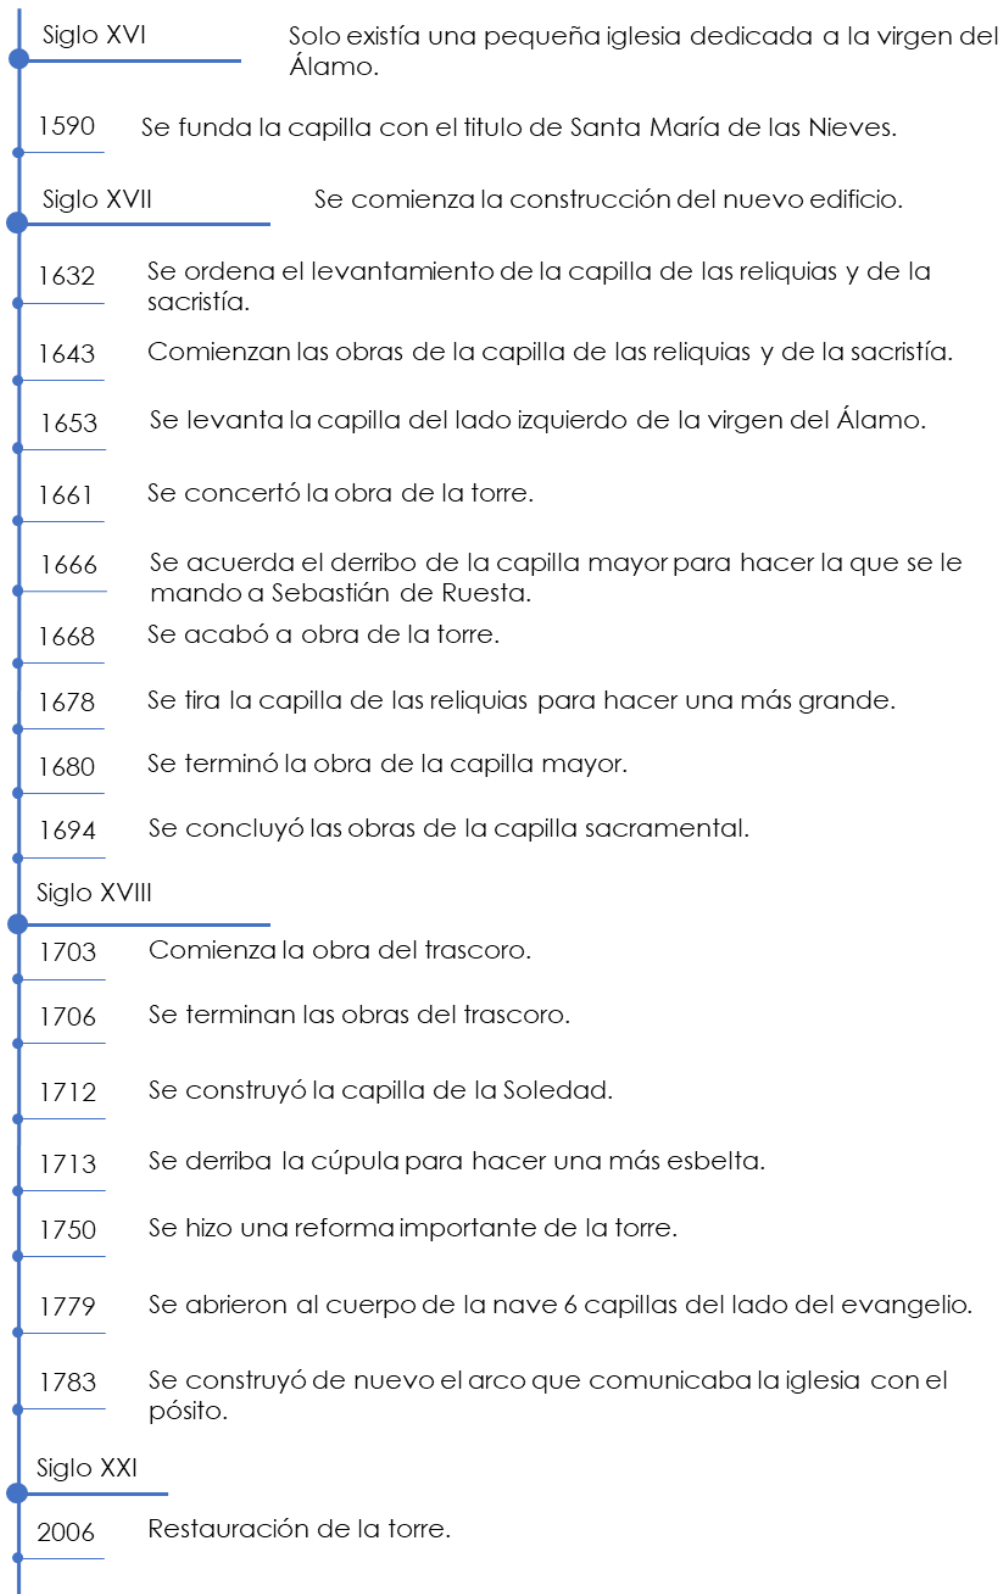 Siglo XVI
Solo existía una pequeña iglesia dedicada a la virgen del
Álamo.
1590
Se funda la capilla con el titulo de Santa María de las Nieves.
Siglo XVII
Se comienza la construcción del nuevo edificio.
1632
Se ordena el levantamiento de la capilla de las reliquias y de la
sacristía.
1643
Comienzan las obras de la capilla de las reliquias y de la sacristía.
1653
Se levanta la capilla del lado izquierdo de la virgen del Álamo.
1661
Se concertó la obra de la torre.
1666
Se acuerda el derribo de la capilla mayor para hacer la que se le
mando a Sebastián de Ruesta.
1668
Se acabó a obra de la torre.
1678
Se tira la capilla de las reliquias para hacer una más grande.
1680
Se terminó la obra de la capilla mayor.
1694
Se concluyó las obras de la capilla sacramental.
Siglo XVIII
1703
Comienza la obra del trascoro.
1706
Se terminan las obras del trascoro.
1712
Se construyó la capilla de la Soledad.
1713
Se derriba la cúpula para hacer una más esbelta.
1750
Se hizo una reforma importante de la torre.
1779
Se abrieron al cuerpo de la nave 6 capillas del lado del evangelio.
1783
Se construyó de nuevo el arco que comunicaba la iglesia con el
pósito.
Siglo XXI
2006
Restauración de la torre.